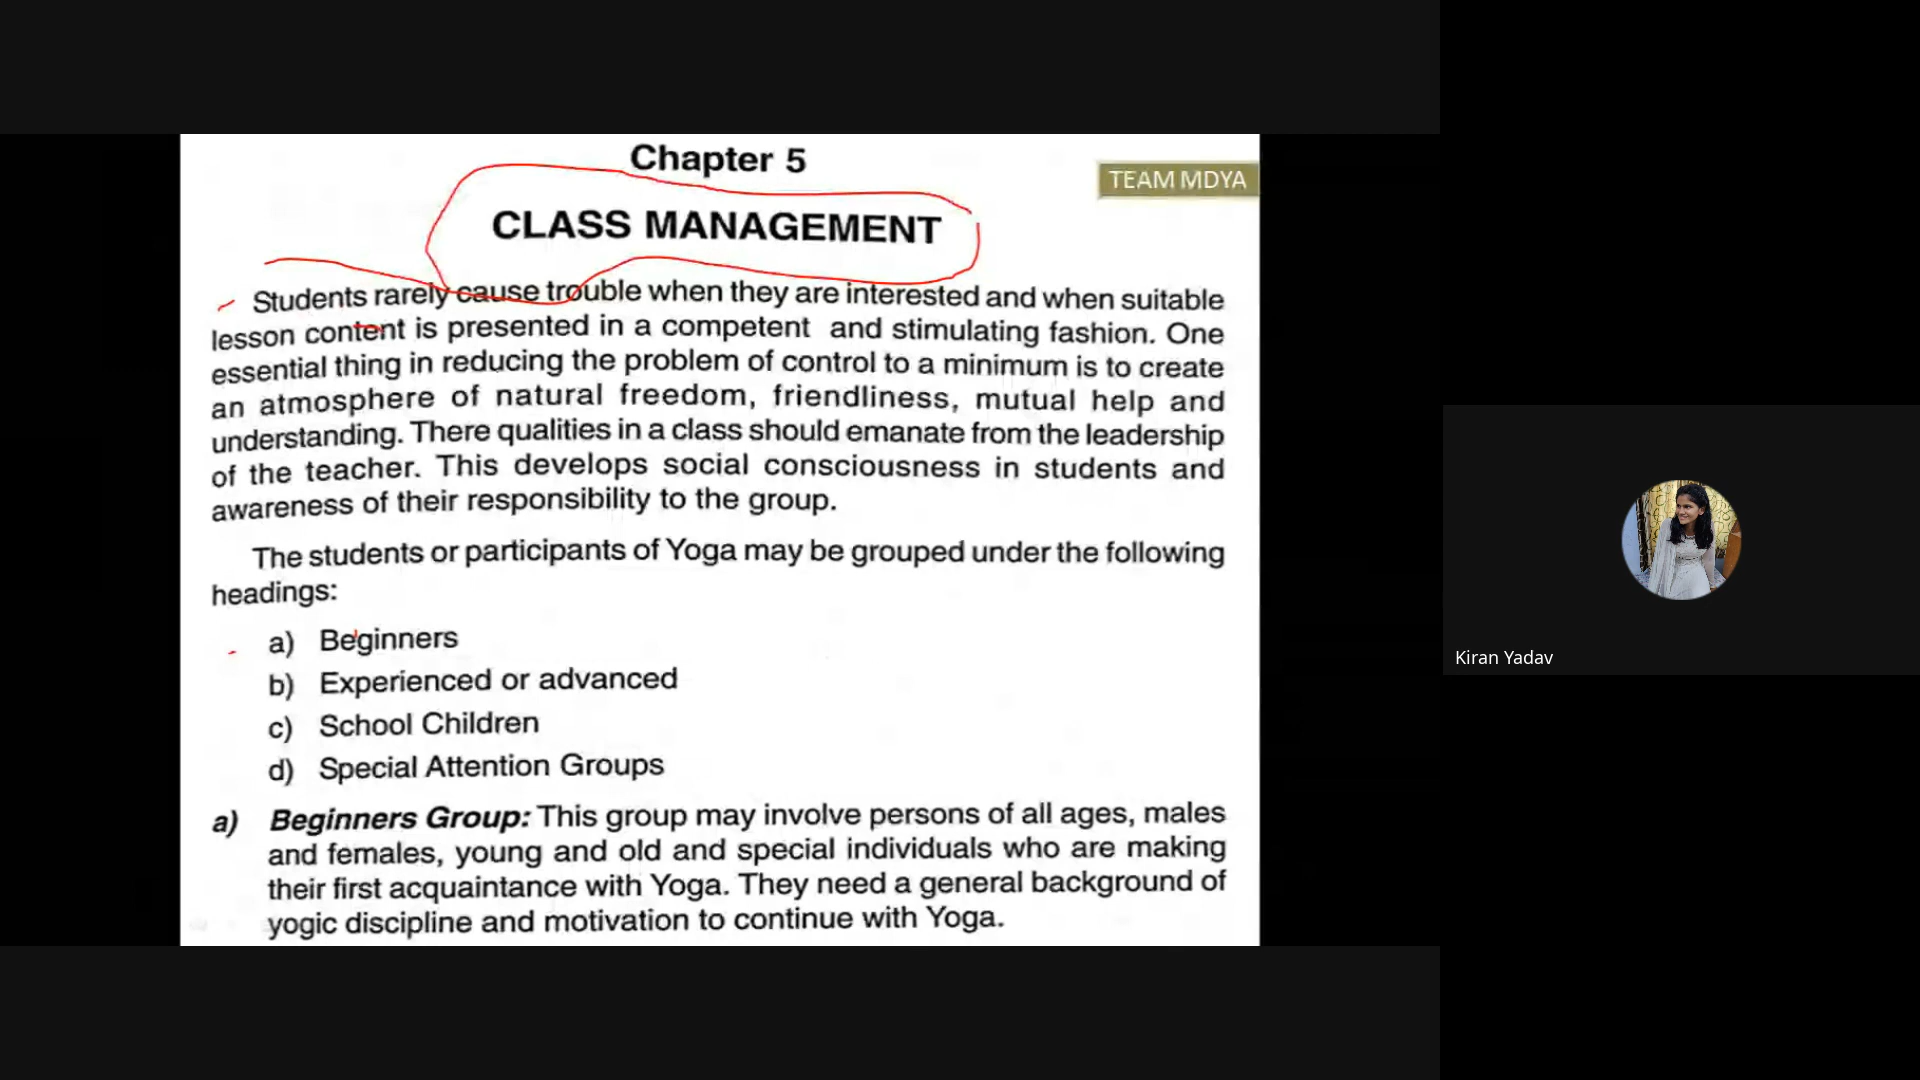 Chapter 5
TEAM MDYA
CLASS MANAGEMENT
Students rarely cause trouble when they are interested and when suitable
lesson content is presented in a competent and stimulating fashion. One
essential thing in reducing the problem of control to a minimum is to create
an atmosphere of natural freedom, friendliness, mutual help and
understanding. There qualities in a class should emanate from the leadership
of the teacher. This develops social consciousness in students and
awareness of their responsibility to the group.
The students or participants of Yoga may be grouped under the following
headings:
a) Beginners
b) Experienced or advanced
c) School Children
d) Special Attention Groups
a) Beginners Group: This group may involve persons of all ages, males
and females, young and old and special individuals who are making
their first acquaintance with Yoga. They need a general background of
yogic discipline and motivation to continue with Yoga.
Kiran Yadav